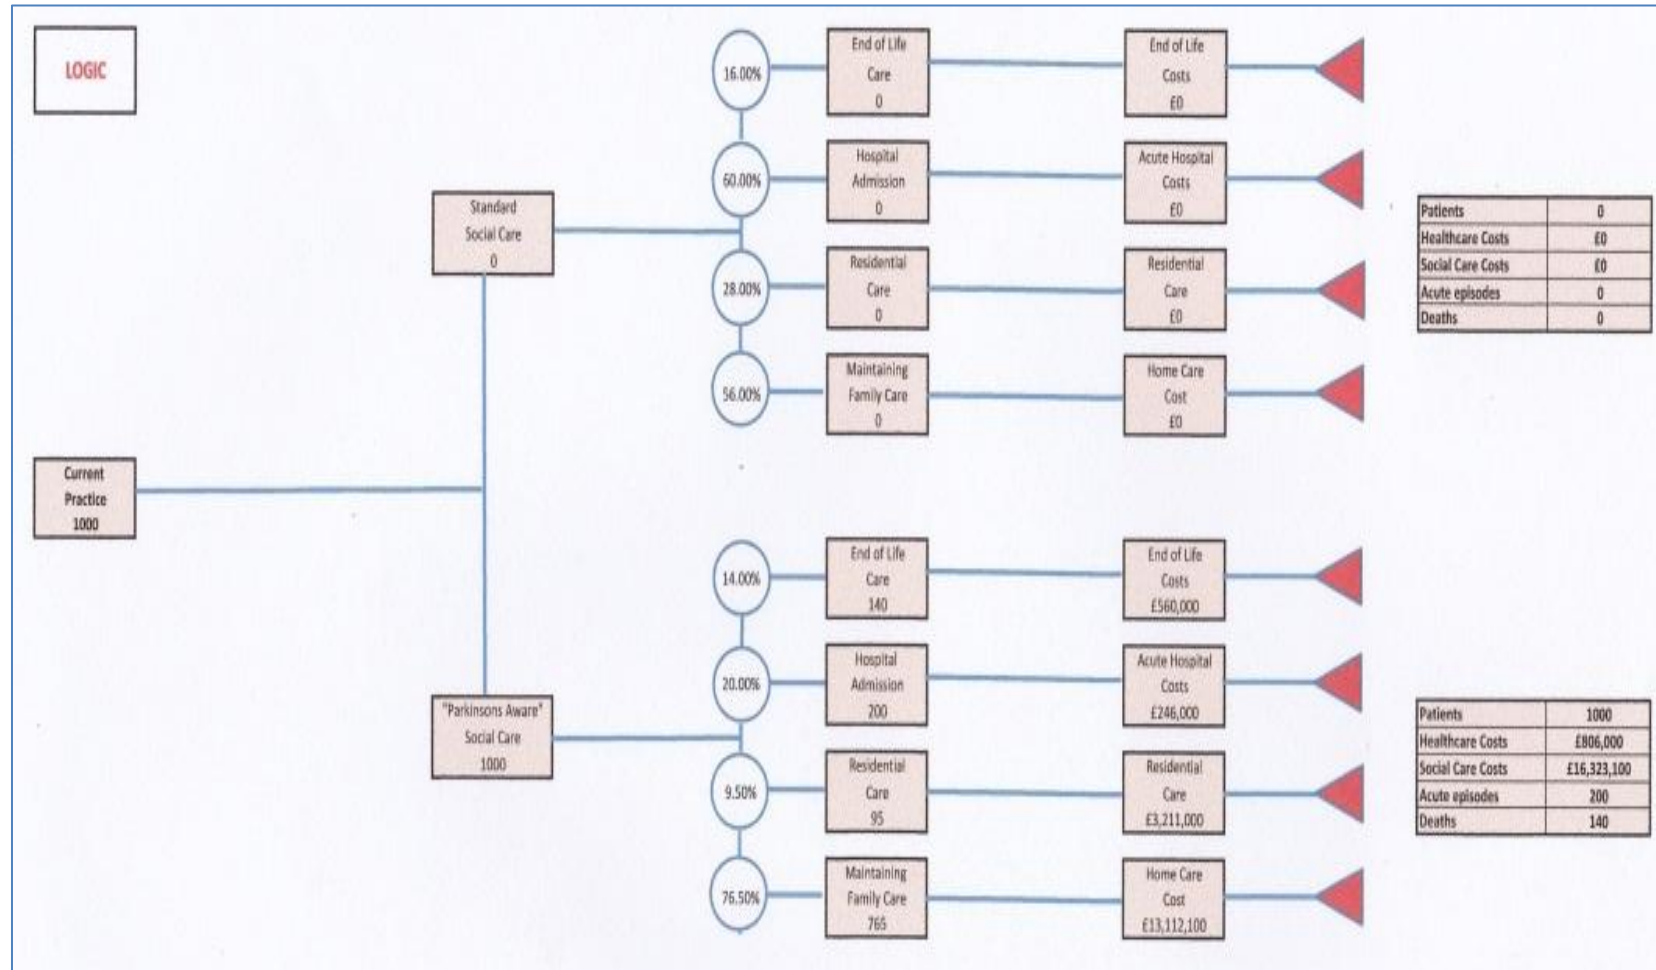 LOGIC
16.00%
End of Life
Care
0
End of Life
Costs
£0
60.00%
Hospital
Admission
0
Acute Hospital
Costs
£0
Standard
Social Care
0
28.00%
Residential
Care
0
Residential
Care
£0
56.00%
Maintaining
Family Care
0
Home Care
Cost
£0
Patients 0
Healthcare Costs £0
Social Care Costs £0
Acute episodes 0
Deaths 0
Current
Practice
1000
14.00%
End of Life
Care
140
End of Life
Costs
£560,000
20.00%
Hospital
Admission
200
Acute Hospital
Costs
£246,000
"Parkinsons Aware"
Social Care
1000
9.50%
Residential
Care
95
Residential
Care
£3,211,000
76.50%
Maintaining
Family Care
765
Home Care
Cost
£13,112,100
Patients 1000
Healthcare Costs £806,000
Social Care Costs £16,323,100
Acute episodes 200
Deaths 140